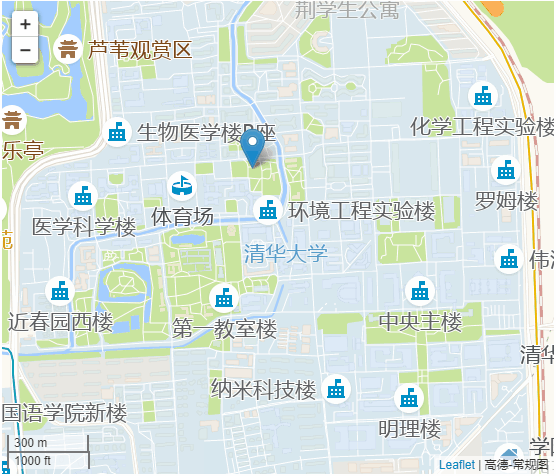 荆学生公寓
+
−
芦苇观赏区
化学工程实验楼
生物医学楼B座
乐亭
罗姆楼
医学科学楼
体育场
环境工程实验楼
苑
清华大学
伟清
近春园西楼
第一教室楼
中央主楼
清华
纳米科技楼
国语学院新楼
明理楼
300 m
1000 ft
Leaflet | 高德-常规图